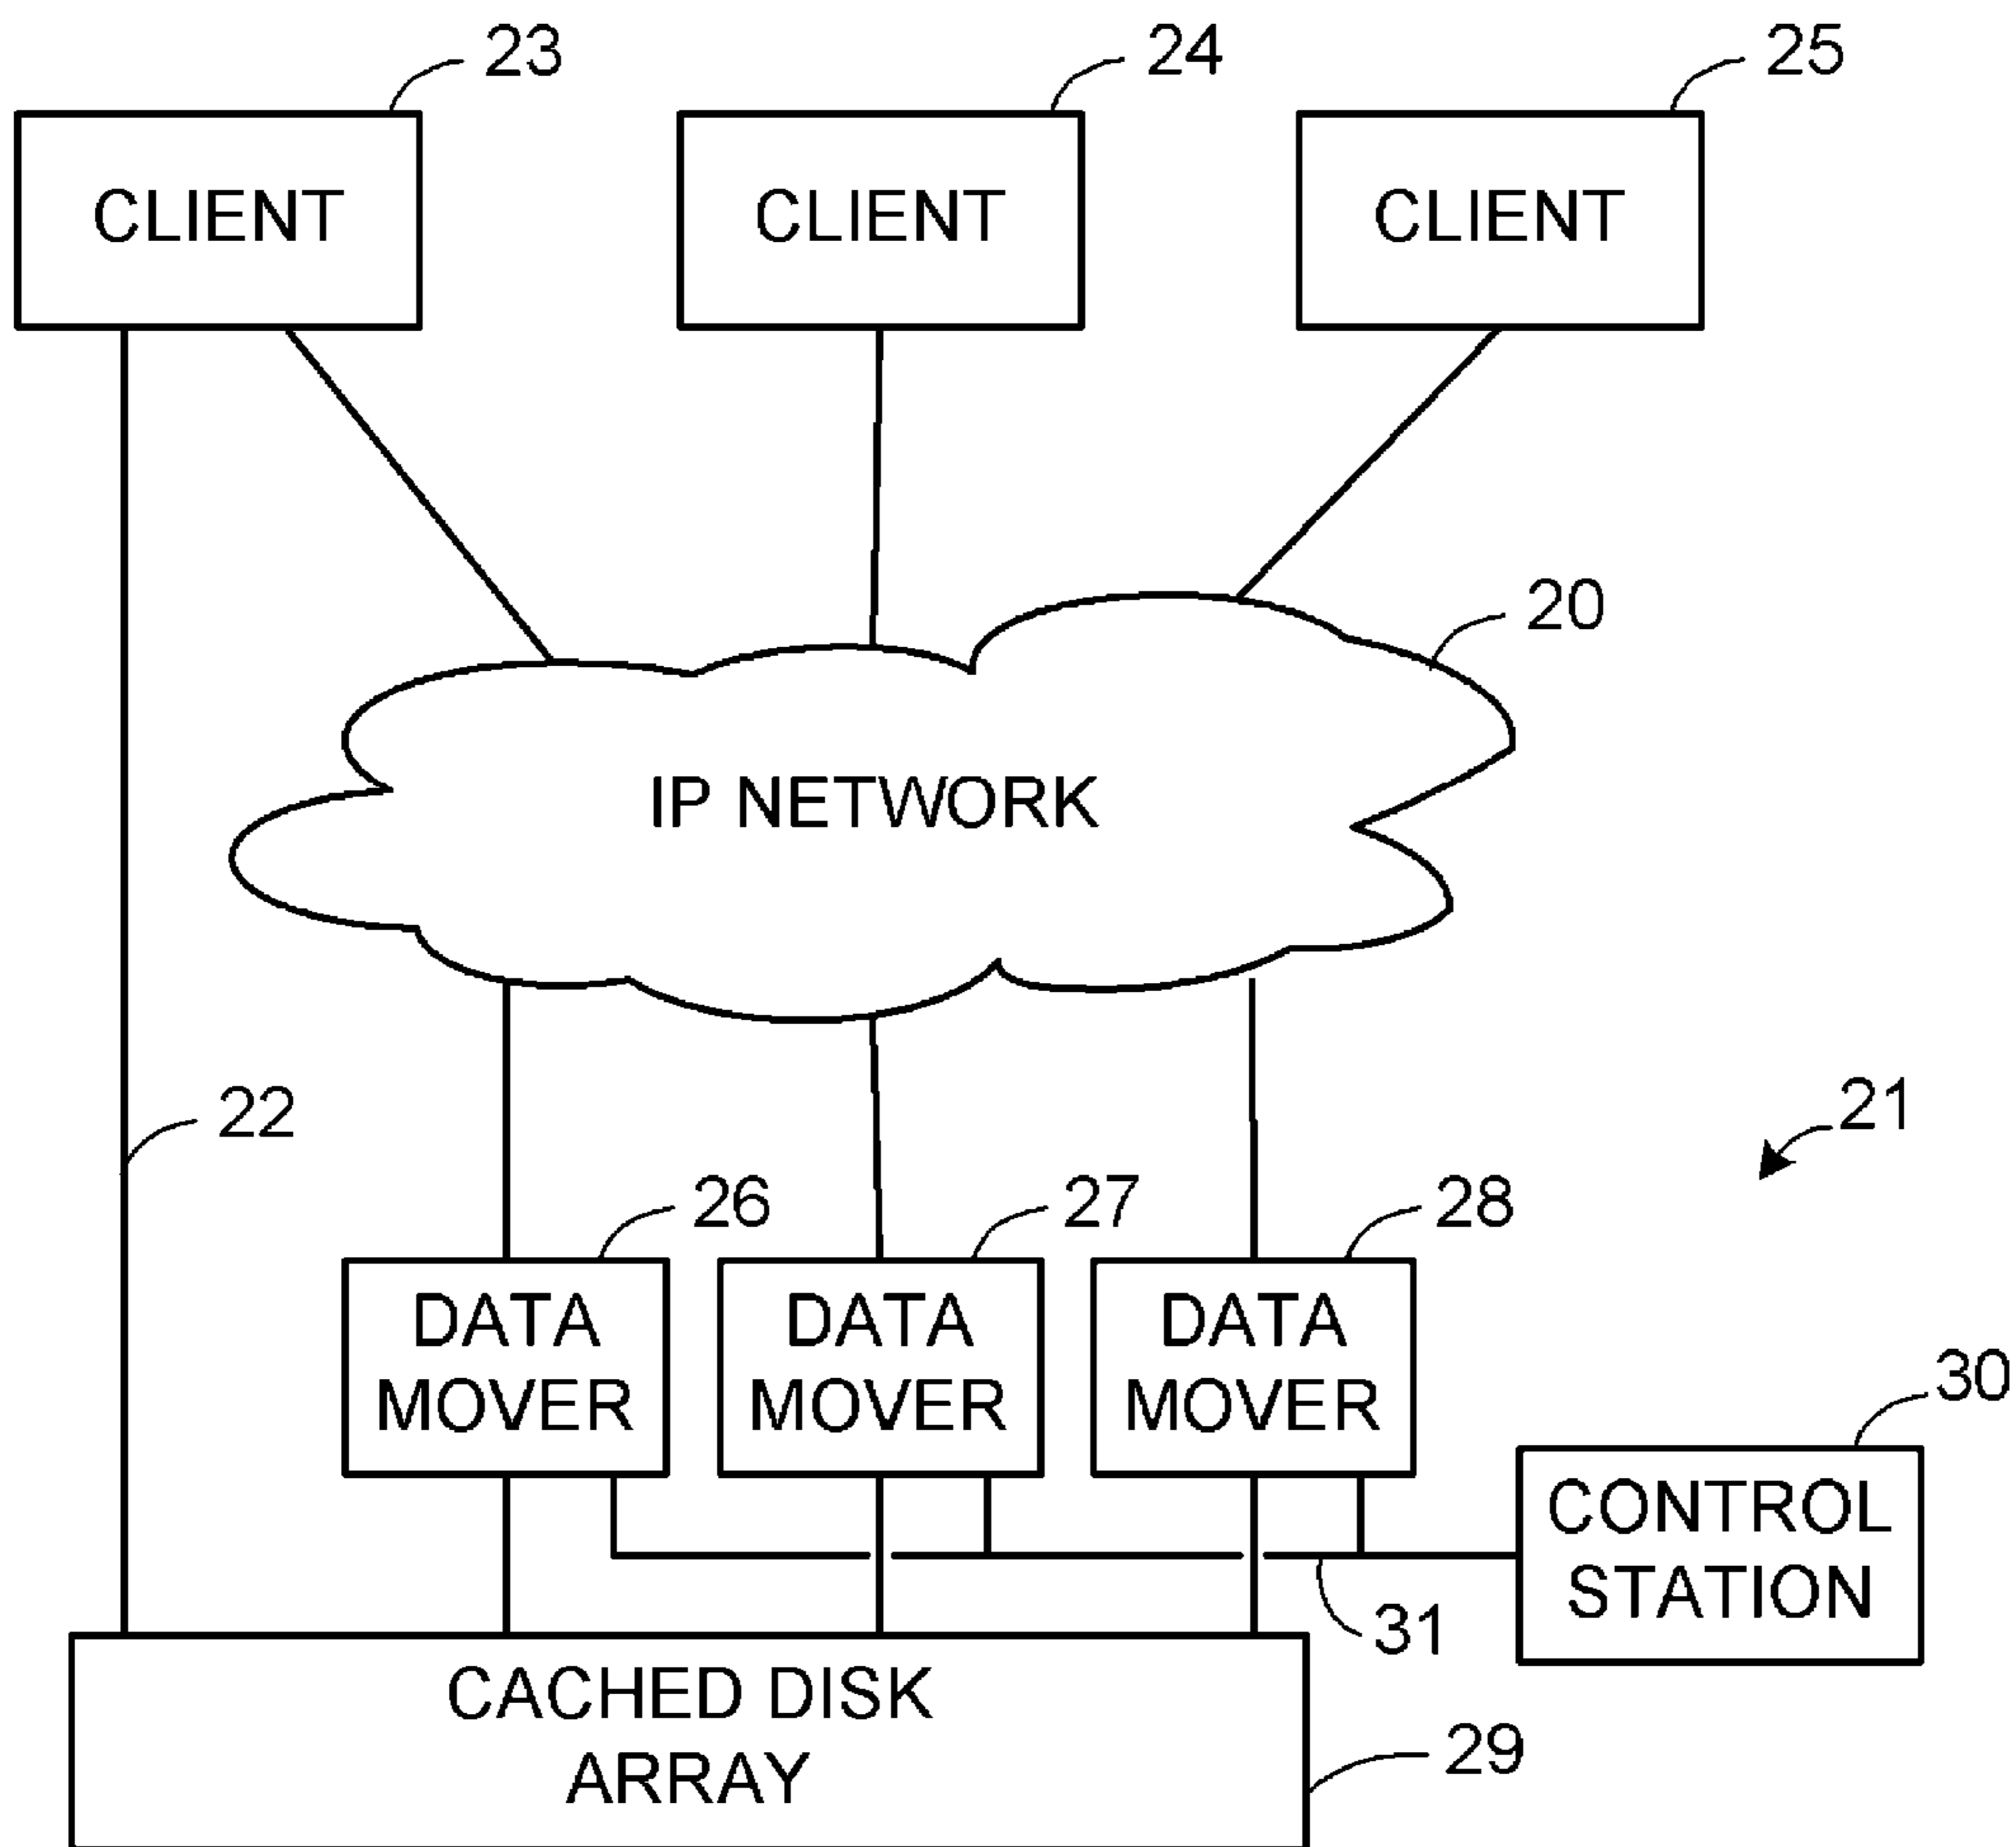 23
24
25
CLIENT
CLIENT
CLIENT
20
IP NETWORK
22
21
26
27
28
DATA
MOVER
DATA
MOVER
DATA
MOVER
30
CONTROL
STATION
31
CACHED DISK
ARRAY
29